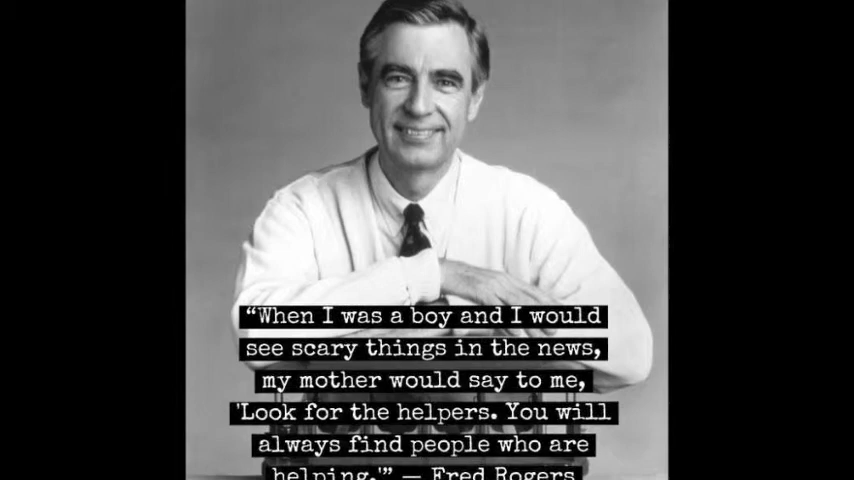 “When I was a boy and I would
see scary things in the news,
my mother would say to me,
'Look for the helpers. You will
always find people who are
helping.'” — Fred Rogers